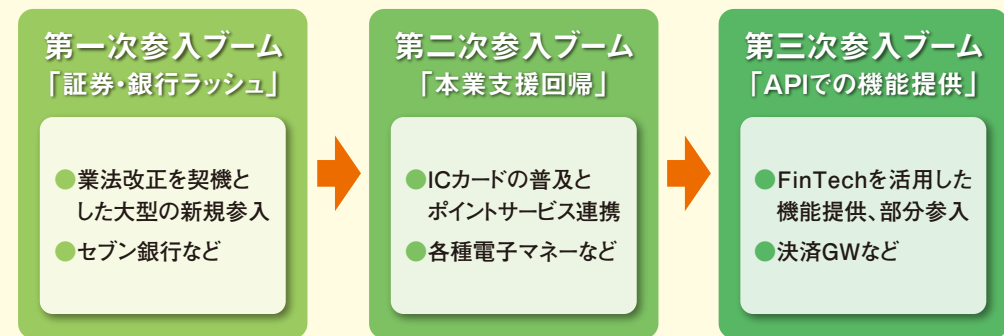 第一次参入ブーム
「証券・銀行ラッシュ」
●業法改正を契機と
した大型の新規参入
●セブン銀行など
第二次参入ブーム
「本業支援回帰」
●ICカードの普及と
ポイントサービス連携
●各種電子マネーなど
第三次参入ブーム
「APIでの機能提供」
●FinTechを活用した
機能提供、部分参入
●決済GWなど